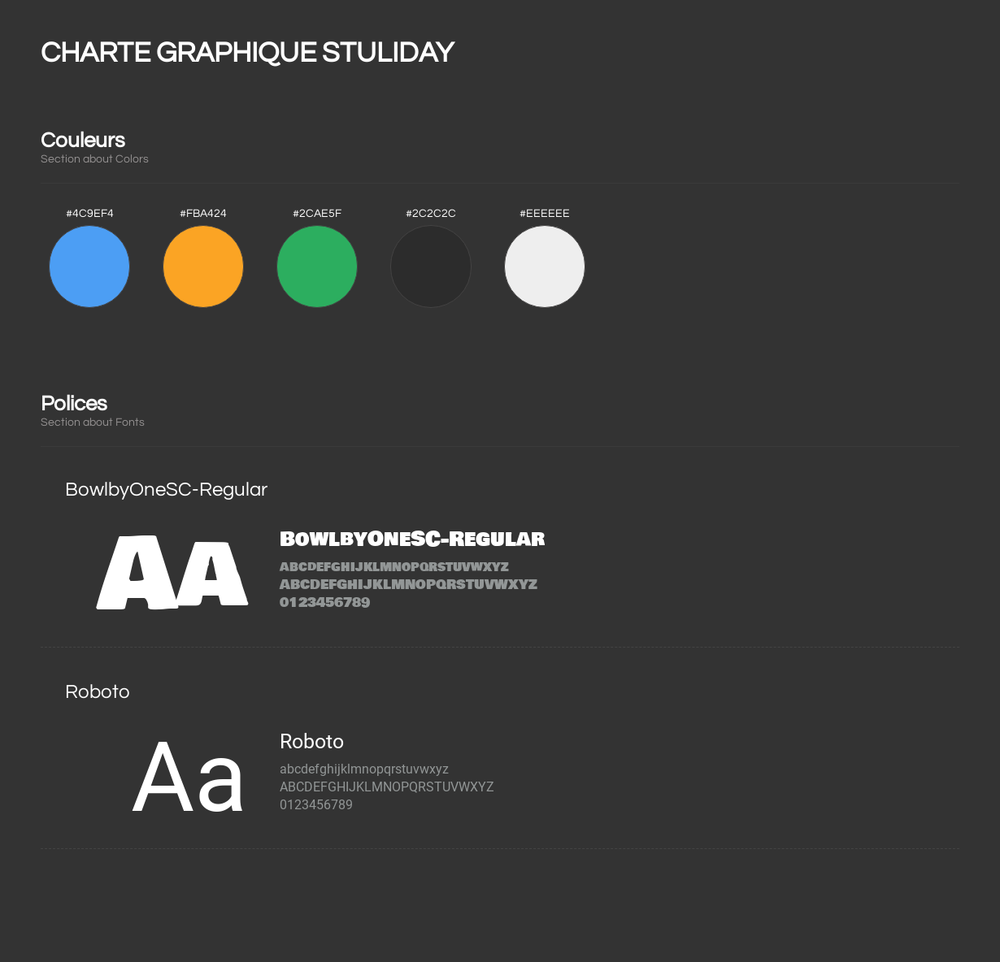 CHARTE GRAPHIQUE STULIDAY
Couleurs
Section about Colors
#4C9EF4 #FBA424 #2CAE5F #2C2C2C #EEEEEE
Polices
Section about Fonts
BowlbyOneSC-Regular
Aa
BowlbyOneSC-Regular
abcdefghijklmnopqrstuvwxyz
ABCDEFGHIJKLMNOPQRSTUVWXYZ
0123456789
Roboto
Aa
Roboto
abcdefghijklmnopqrstuvwxyz
ABCDEFGHIJKLMNOPQRSTUVWXYZ
0123456789